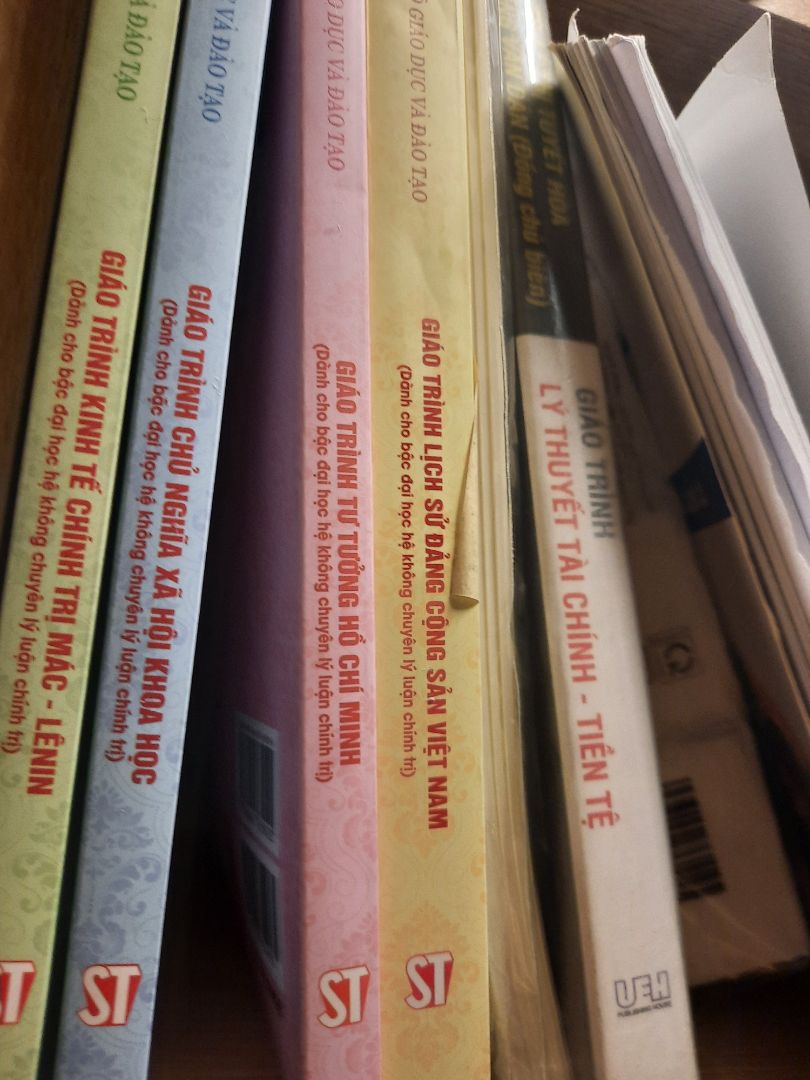 VÀ ĐÀO TẠO
GIÁO TRÌNH KINH TẾ CHÍNH TRỊ MÁC - LÊNIN
(Dành cho bậc đại học hệ không chuyên lý luận chính trị)
ST
VÀ ĐÀO TẠO
GIÁO TRÌNH CHỦ NGHĨA XÃ HỘI KHOA HỌC
(Dành cho bậc đại học hệ không chuyên lý luận chính trị)
ST
DỤC VÀ ĐÀO TẠO
GIÁO TRÌNH TƯ TƯỞNG HỒ CHÍ MINH
(Dành cho bậc đại học hệ không chuyên lý luận chính trị)
ST
GIÁO DỤC VÀ ĐÀO TẠO
GIÁO TRÌNH LỊCH SỬ ĐẢNG CỘNG SẢN VIỆT NAM
(Dành cho bậc đại học hệ không chuyên lý luận chính trị)
ST
TUYẾT HOA
(Đồng chủ biên)
GIÁO TRÌNH
LÝ THUYẾT TÀI CHÍNH - TIỀN TỆ
UEH
PUBLISHING HOUSE